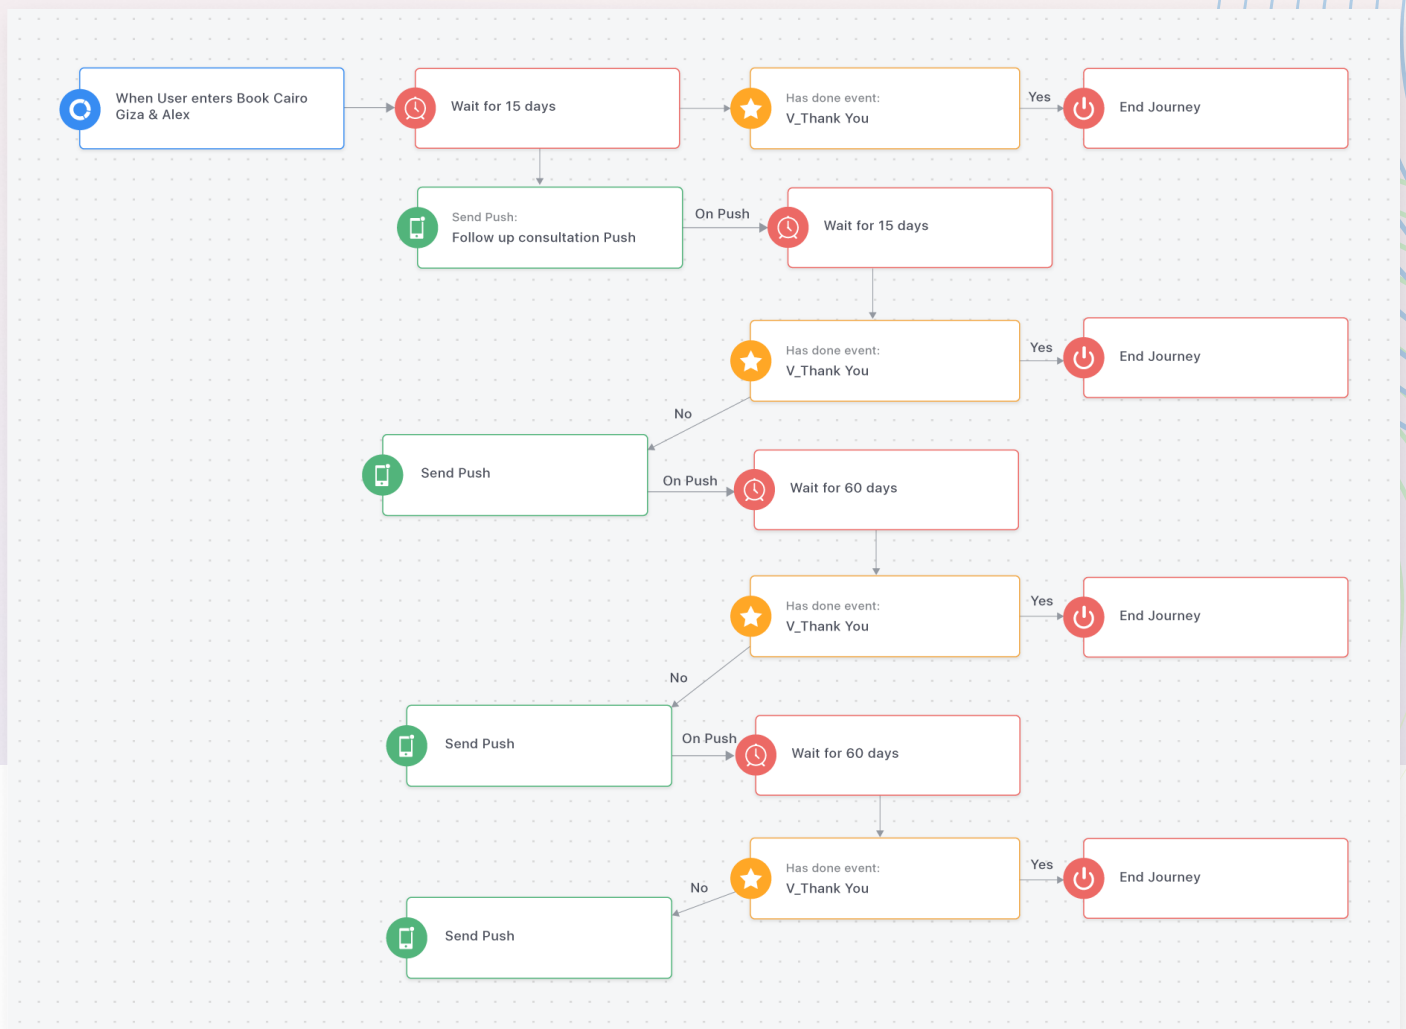 When User enters Book Cairo
Giza & Alex
Wait for 15 days
Has done event:
V_Thank You
Yes
End Journey
Send Push:
Follow up consultation Push
On Push
Wait for 15 days
Has done event:
V_Thank You
Yes
End Journey
No
Send Push
On Push
Wait for 60 days
Has done event:
V_Thank You
Yes
End Journey
No
Send Push
On Push
Wait for 60 days
Has done event:
V_Thank You
Yes
End Journey
No
Send Push